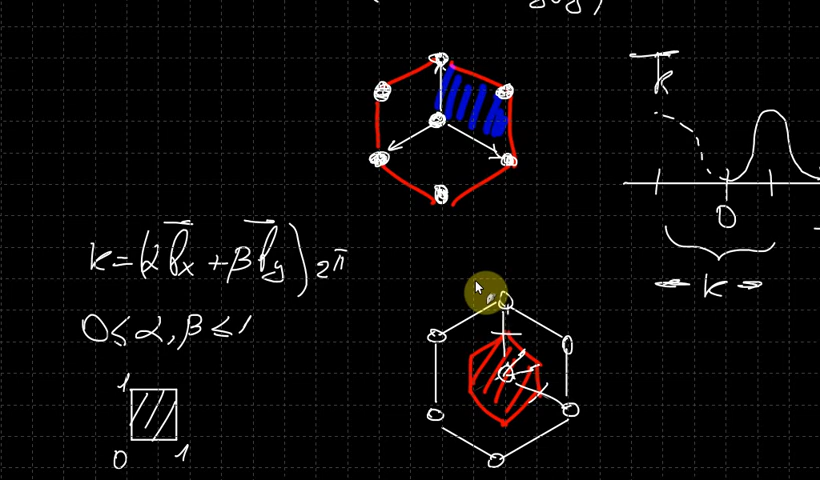 k
0
k = (α b̄x + β b̄y) 2π
← k →
0 ≤ α, β ≤ 1
1
0 1